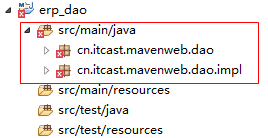 erp_dao
src/main/java
cn.itcast.mavenweb.dao
cn.itcast.mavenweb.dao.impl
src/main/resources
src/test/java
src/test/resources